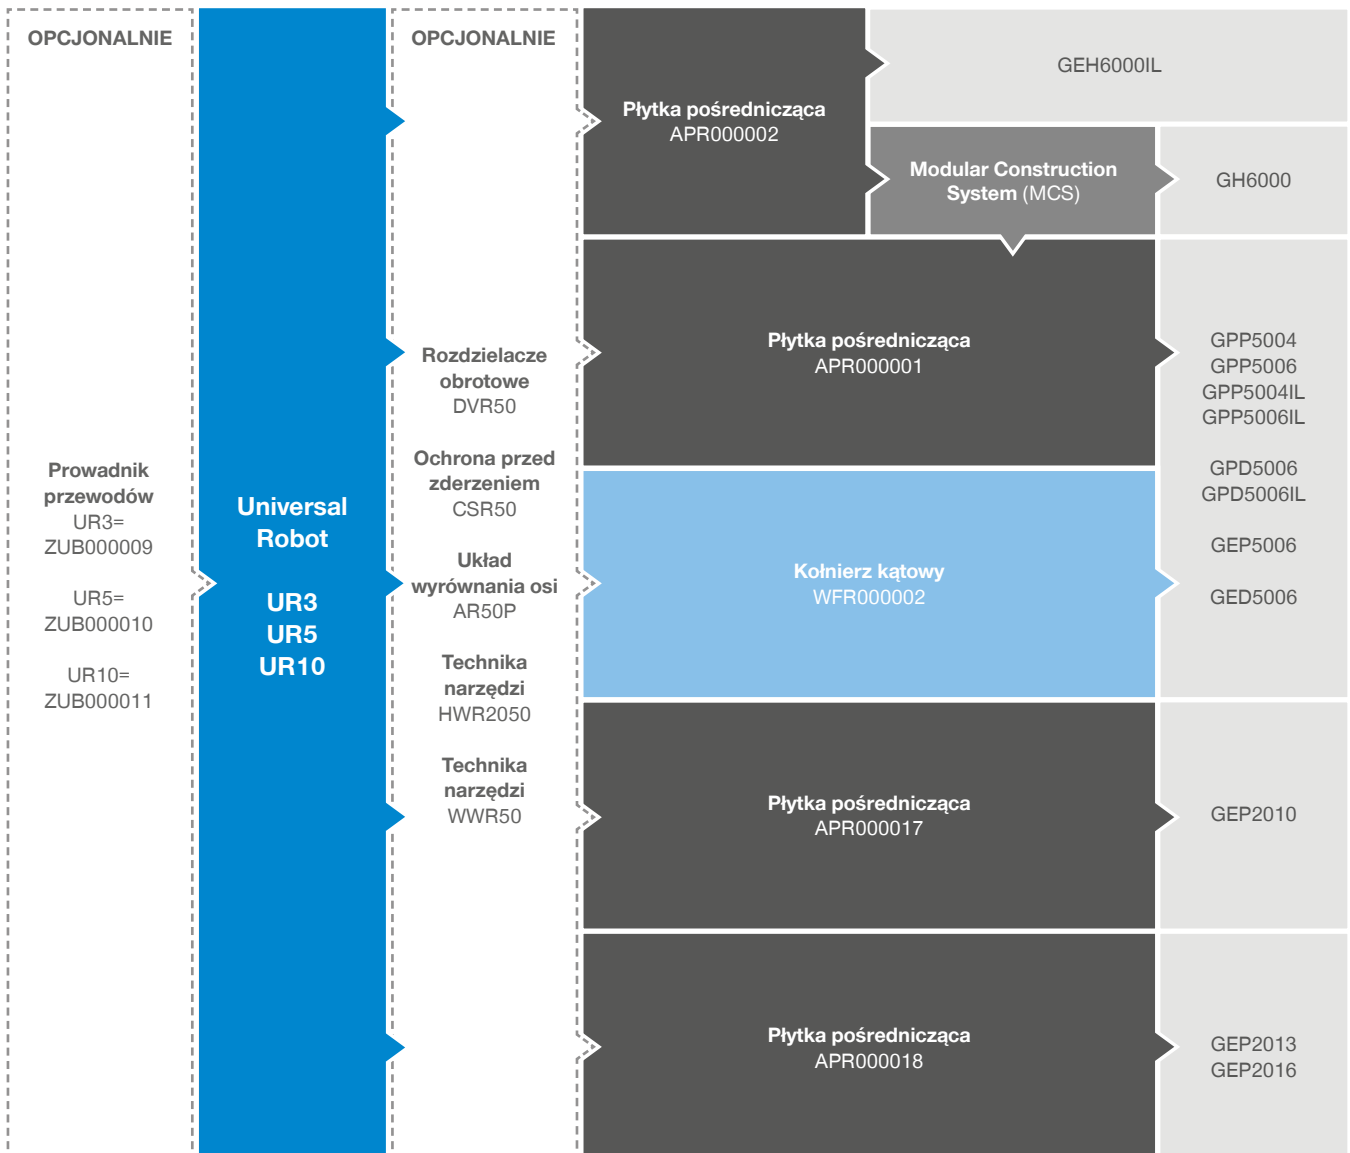 OPCJONALNIE
Prowadnik
przewodów
UR3=
ZUB000009
UR5=
ZUB000010
UR10=
ZUB000011
Universal
Robot
UR3
UR5
UR10
OPCJONALNIE
Rozdzielacze
obrotowe
DVR50
Ochrona przed
zderzeniem
CSR50
Układ
wyrównania osi
AR50P
Technika
narzędzi
HWR2050
Technika
narzędzi
WWR50
Płytka pośrednicząca
APR000002
GEH6000IL
Modular Construction
System (MCS)
GH6000
Płytka pośrednicząca
APR000001
Kołnierz kątowy
WFR000002
GPP5004
GPP5006
GPP5004IL
GPP5006IL
GPD5006
GPD5006IL
GEP5006
GED5006
Płytka pośrednicząca
APR000017
GEP2010
Płytka pośrednicząca
APR000018
GEP2013
GEP2016